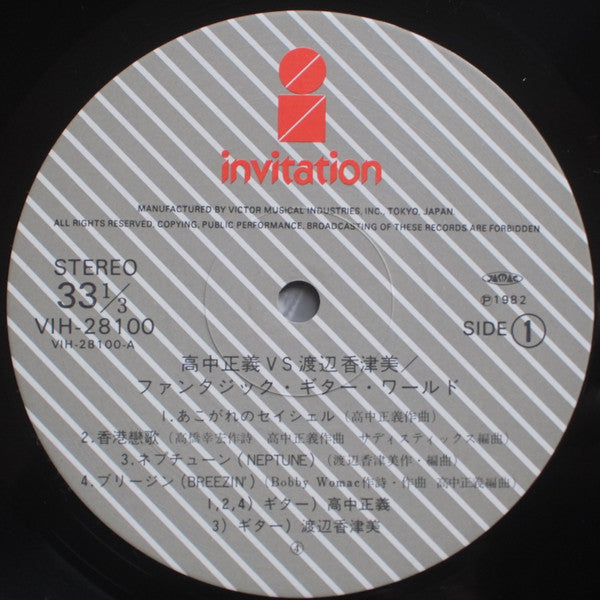 invitation
MANUFACTURED BY VICTOR MUSICAL INDUSTRIES, INC., TOKYO, JAPAN.
ALL RIGHTS RESERVED, COPYING, PUBLIC PERFORMANCE, BROADCASTING OF THESE RECORDS ARE FORBIDDEN
STEREO
33 1/3
VIH-28100
VIH-28100-A
JASRAC
Ⓟ1982
SIDE 1
高中正義VS渡辺香津美/
ファンタジック・ギター・ワールド
1.あこがれのセイシェル(高中正義作曲)
2.香港戀歌(高橋幸宏作詩 高中正義作曲 サディスティックス編曲)
3.ネプチューン(NEPTUNE)(渡辺香津美作・編曲)
4.ブリージン(BREEZIN')(Bobby Womac作詩・作曲 高中正義編曲)
1,2,4)ギター)高中正義
3)ギター)渡辺香津美